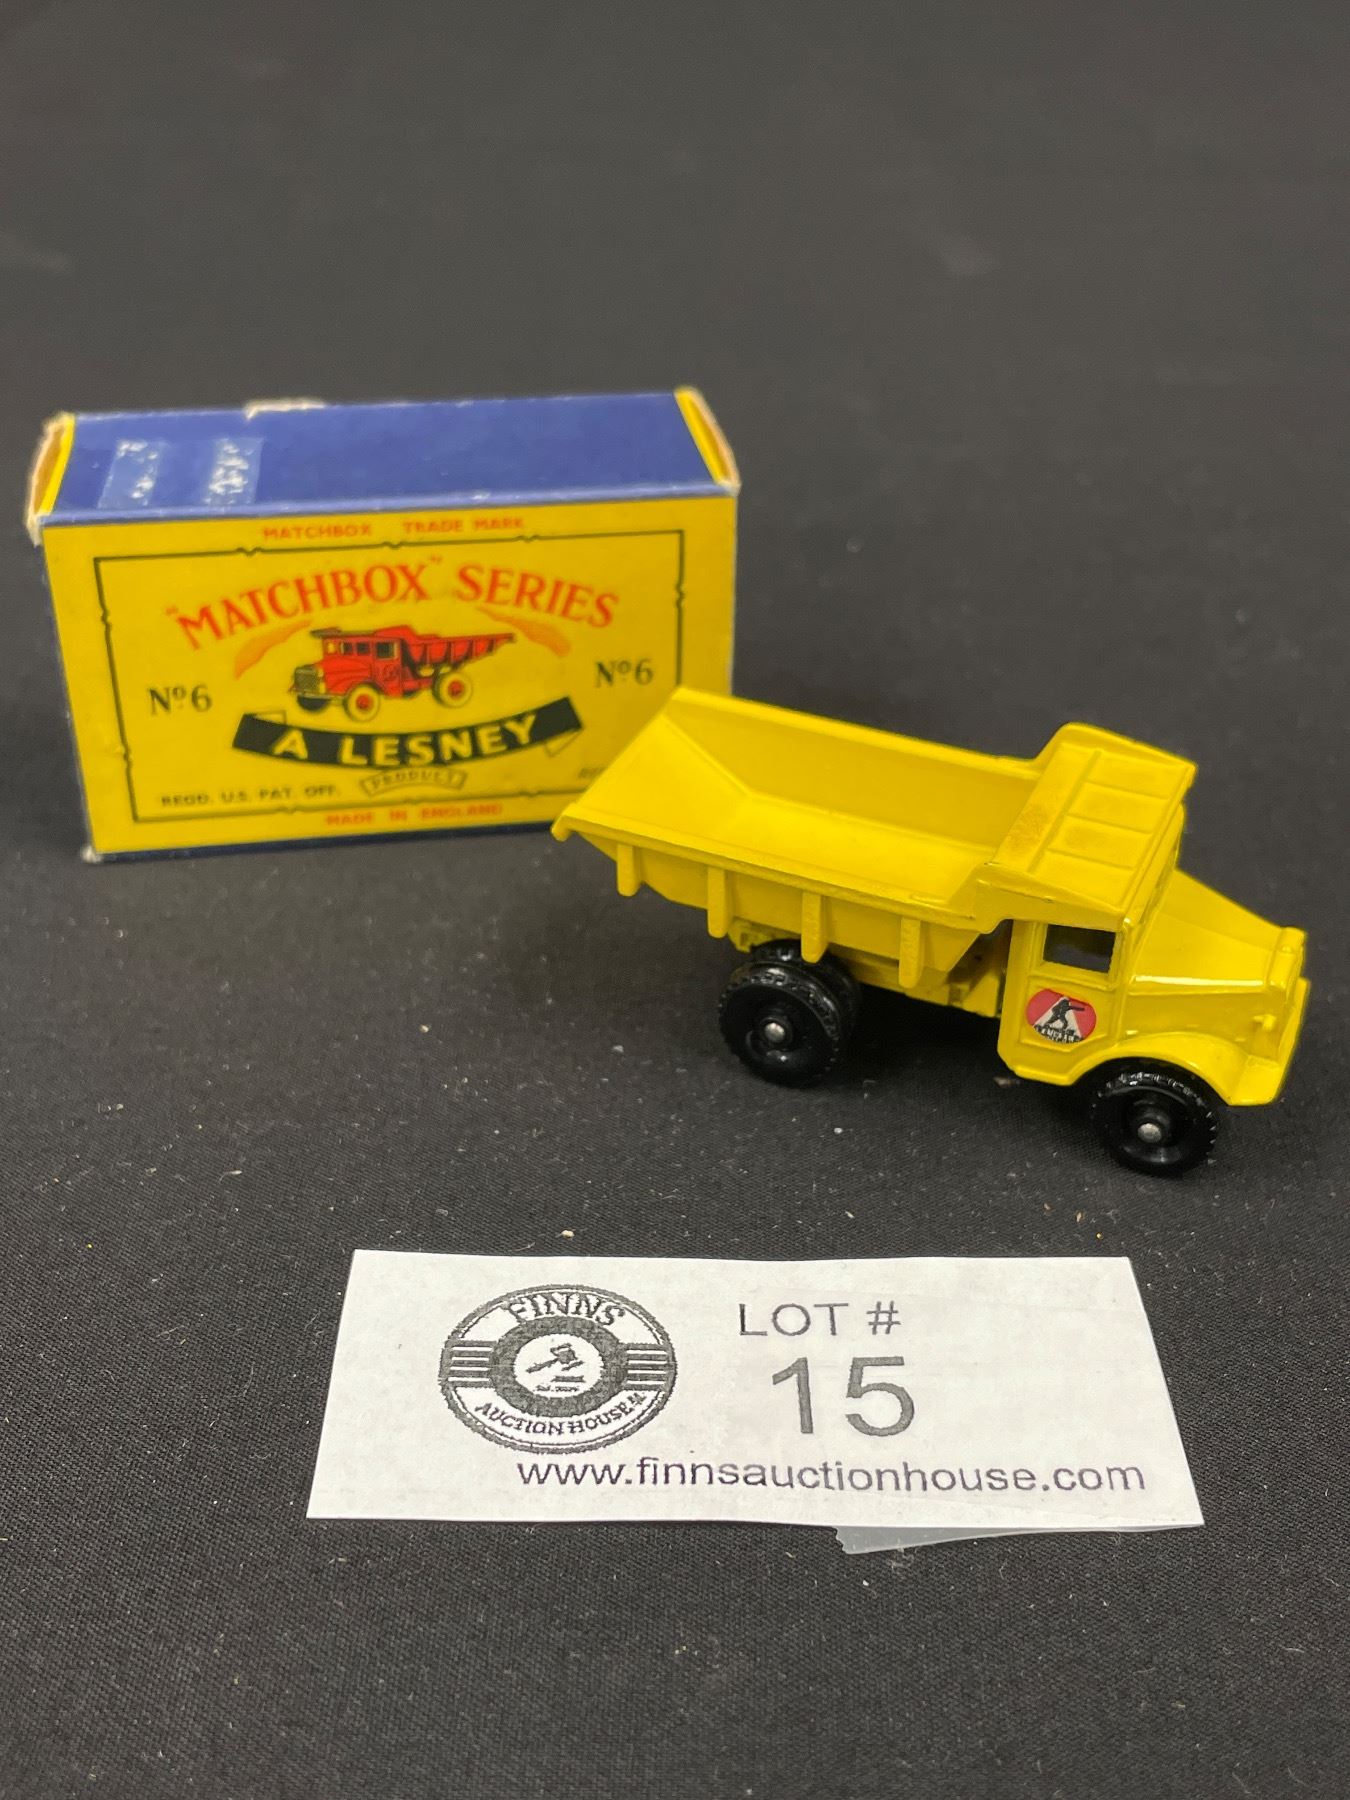 MATCHBOX TRADE MARK
"MATCHBOX" SERIES
Nº6 Nº6
A LESNEY
PRODUCT
REGD. U.S. PAT. OFF.
MADE IN ENGLAND
FINNS
AUCTION HOUSE
LOT #
15
www.finnsauctionhouse.com